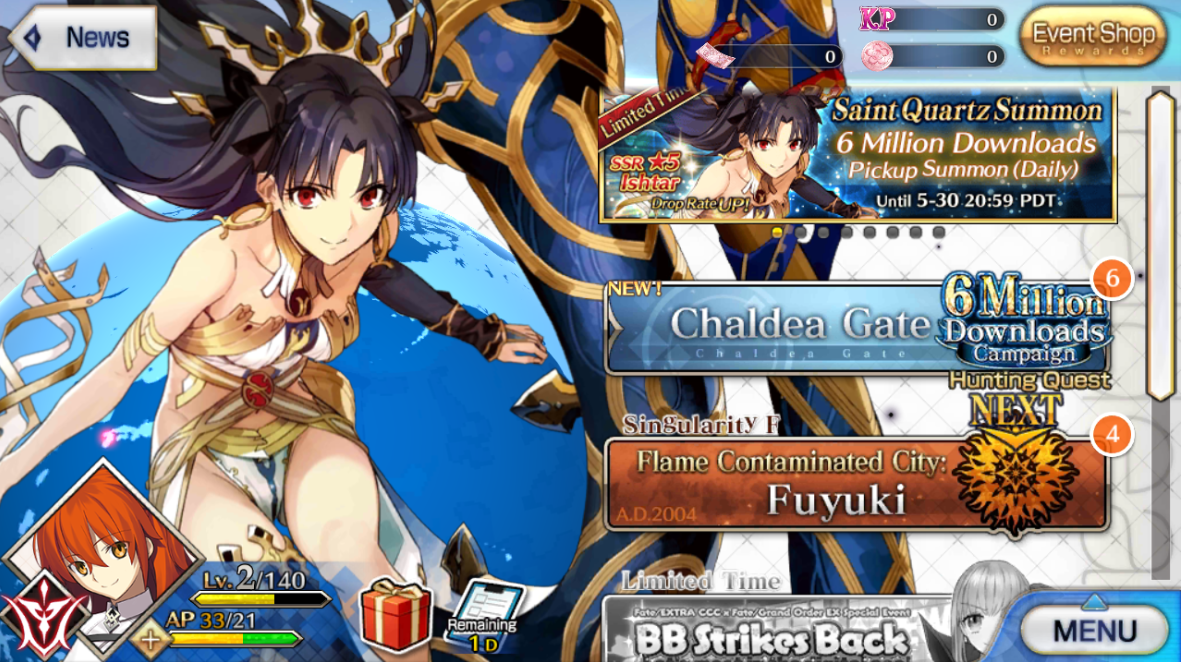 News
KP 0
0
0
Event Shop
Rewards
Limited Time
Saint Quartz Summon
6 Million Downloads
Pickup Summon (Daily)
SSR ★5
Ishtar
Drop Rate UP!
Until 5-30 20:59 PDT
NEW!
6
Chaldea Gate
Chaldea Gate
6 Million
Downloads
Campaign
Hunting Quest
NEXT
Singularity F
4
Flame Contaminated City:
Fuyuki
A.D.2004
Limited Time
Fate/EXTRA CCC x Fate/Grand Order EX Special Event
BB Strikes Back
Lv. 2/140
AP 33/21
Remaining
1 D
MENU